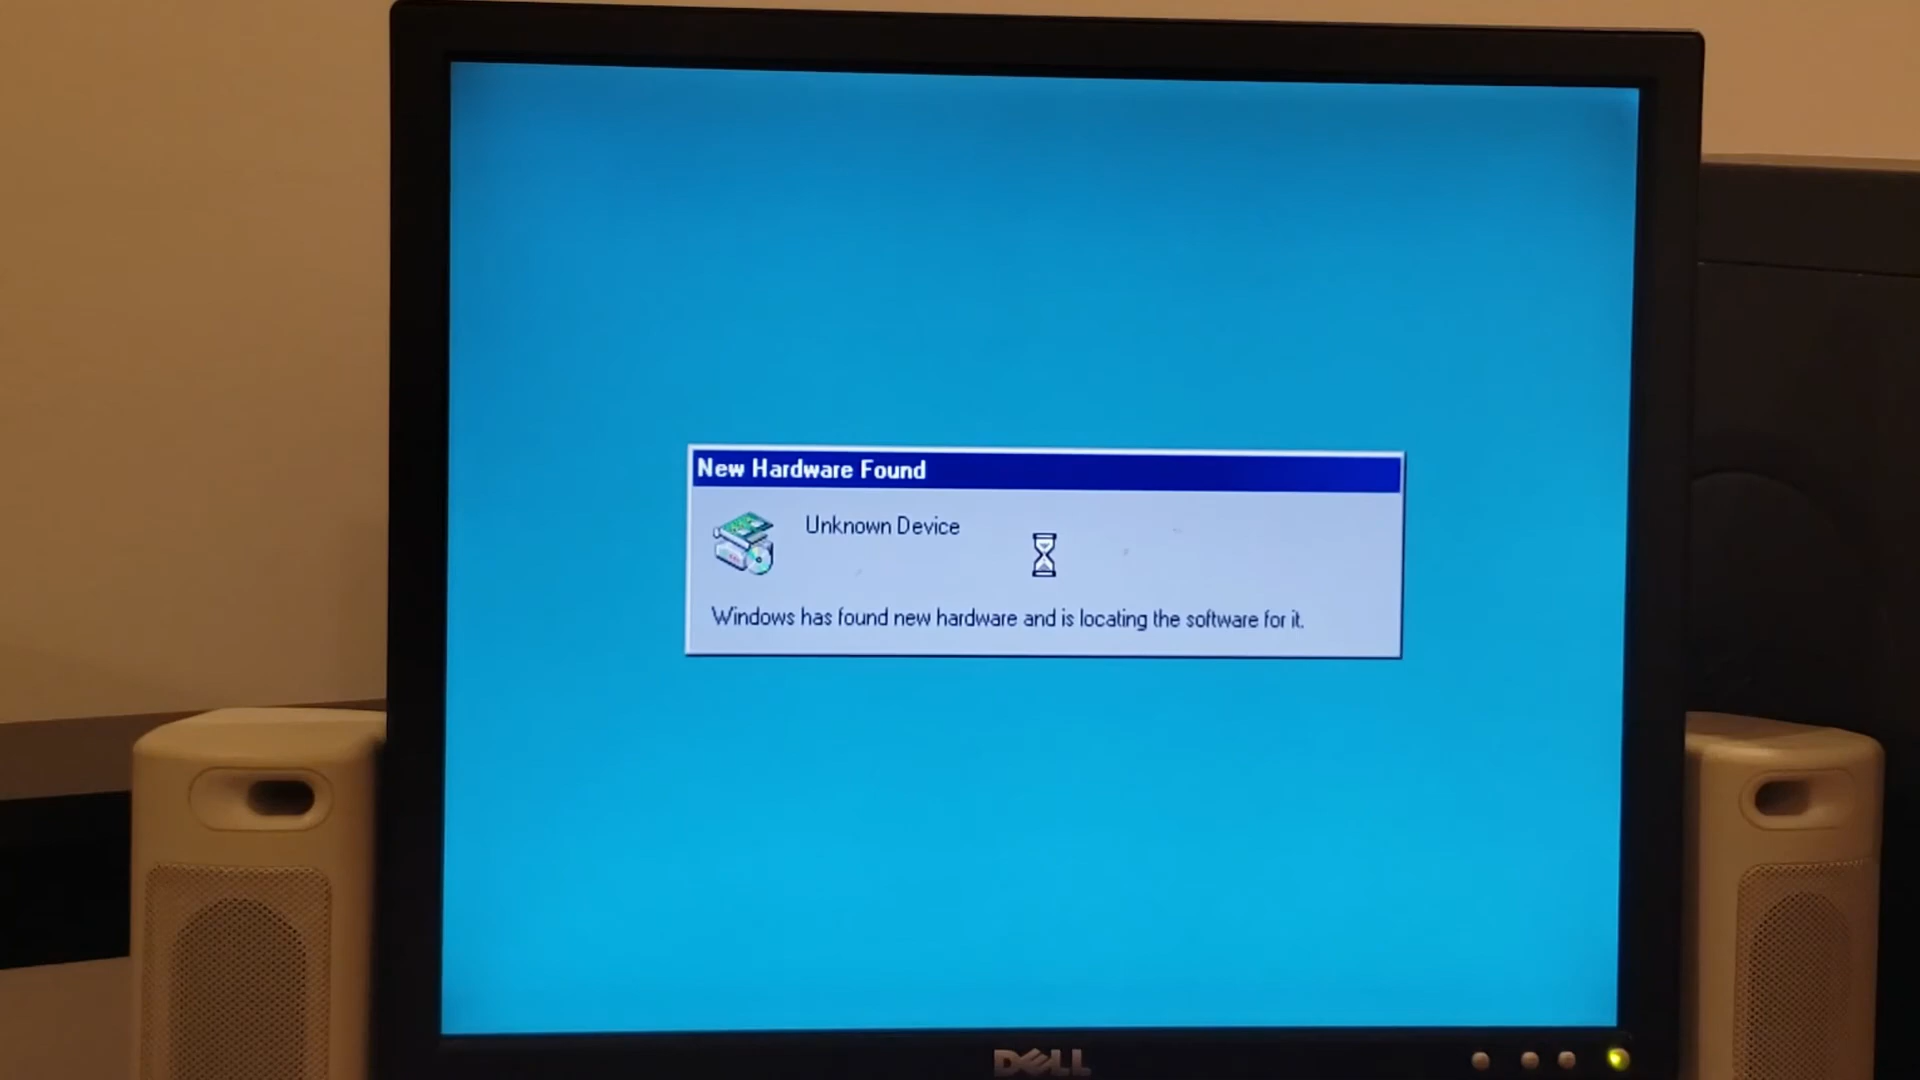 New Hardware Found
Unknown Device
Windows has found new hardware and is locating the software for it.
DELL